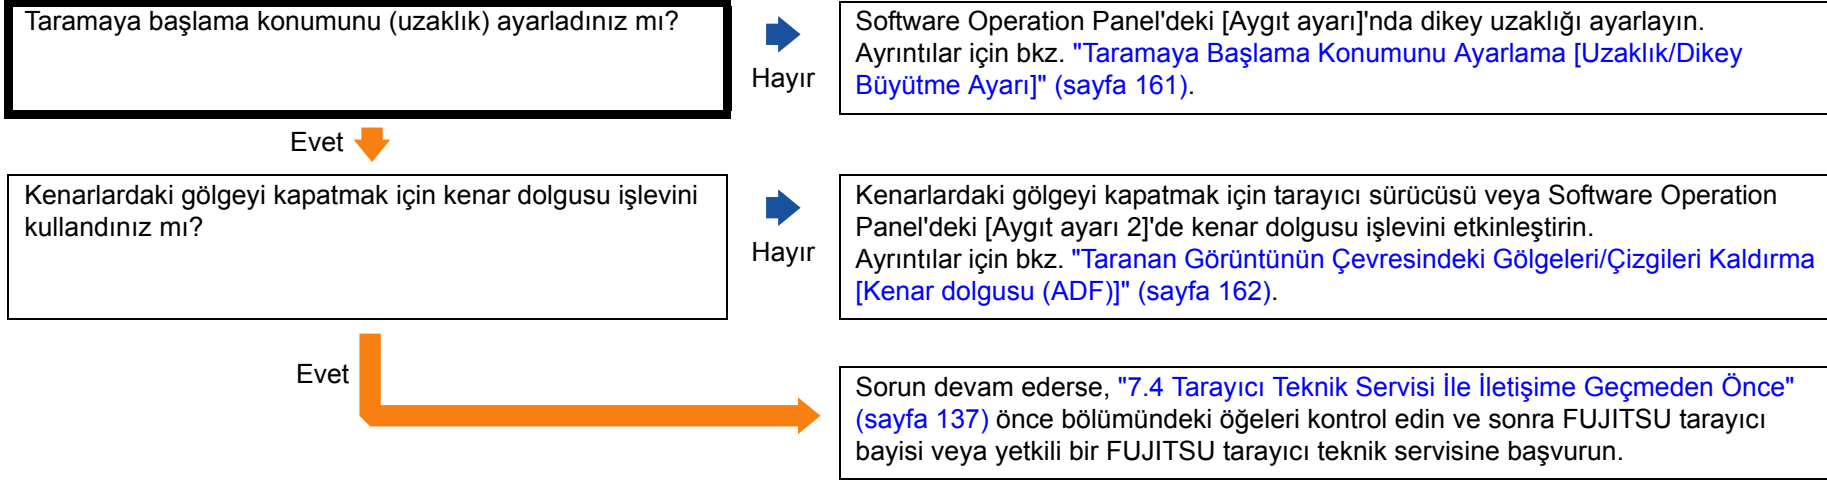 Taramaya başlama konumunu (uzaklık) ayarladınız mı?
Hayır
Software Operation Panel'deki [Aygıt ayarı]'nda dikey uzaklığı ayarlayın.
Ayrıntılar için bkz. "Taramaya Başlama Konumunu Ayarlama [Uzaklık/Dikey
Büyütme Ayarı]" (sayfa 161).
Evet
Kenarlardaki gölgeyi kapatmak için kenar dolgusu işlevini
kullandınız mı?
Hayır
Kenarlardaki gölgeyi kapatmak için tarayıcı sürücüsü veya Software Operation
Panel'deki [Aygıt ayarı 2]'de kenar dolgusu işlevini etkinleştirin.
Ayrıntılar için bkz. "Taranan Görüntünün Çevresindeki Gölgeleri/Çizgileri Kaldırma
[Kenar dolgusu (ADF)]" (sayfa 162).
Evet
Sorun devam ederse, "7.4 Tarayıcı Teknik Servisi İle İletişime Geçmeden Önce"
(sayfa 137) önce bölümündeki öğeleri kontrol edin ve sonra FUJITSU tarayıcı
bayisi veya yetkili bir FUJITSU tarayıcı teknik servisine başvurun.